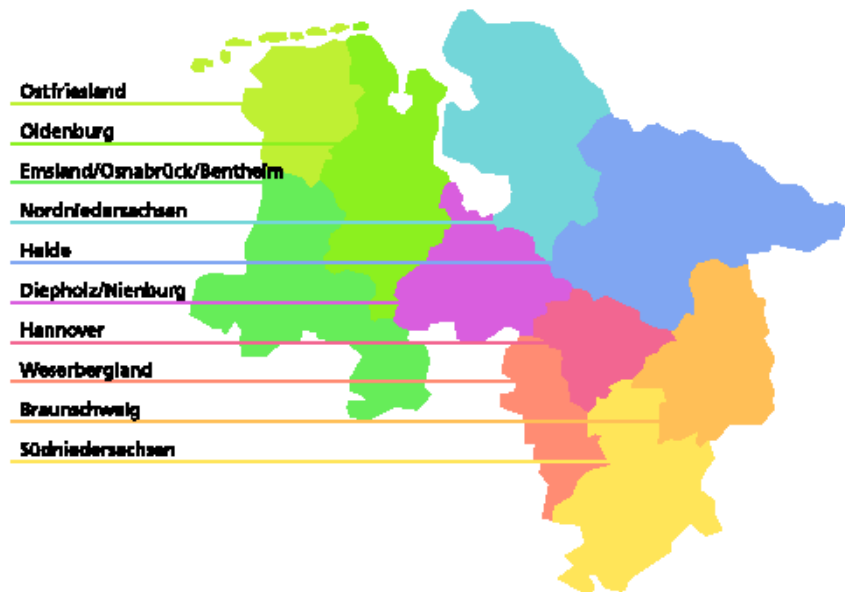 Ostfriesland
Oldenburg
Emsland/Osnabrück/Bentheim
Nordniedersachsen
Heide
Diepholz/Nienburg
Hannover
Weserbergland
Braunschweig
Südniedersachsen